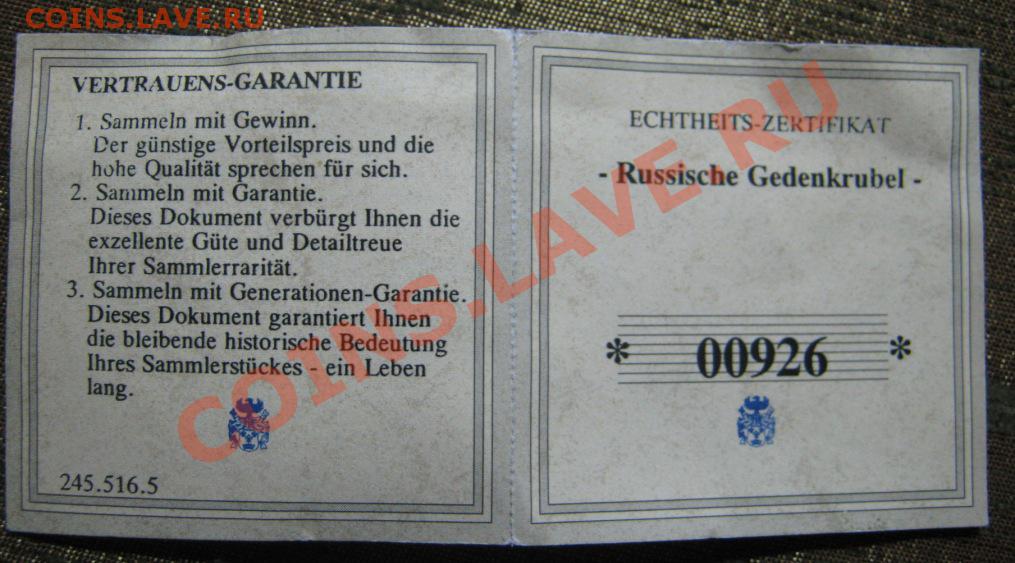 COINS.LAVE.RU
VERTRAUENS-GARANTIE
1. Sammeln mit Gewinn.
Der günstige Vorteilspreis und die
hohe Qualität sprechen für sich.
2. Sammeln mit Garantie.
Dieses Dokument verbürgt Ihnen die
exzellente Güte und Detailtreue
Ihrer Sammlerrarität.
3. Sammeln mit Generationen-Garantie.
Dieses Dokument garantiert Ihnen
die bleibende historische Bedeutung
Ihres Sammlerstückes - ein Leben
lang.
245.516.5
ECHTHEITS-ZERTIFIKAT
- Russische Gedenkrubel -
* 00926 *
COINS.LAVE.RU